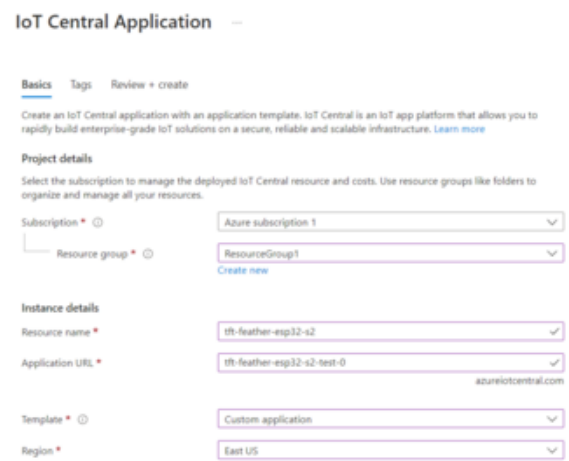 IoT Central Application
Basics Tags Review + create
Create an IoT Central application with an application template. IoT Central is an IoT app platform that allows you to
rapidly build enterprise-grade IoT solutions on a secure, reliable and scalable infrastructure. Learn more
Project details
Select the subscription to manage the deployed IoT Central resource and costs. Use resource groups like folders to
organize and manage all your resources.
Subscription * Azure subscription 1
Resource group * ResourceGroup1
Create new
Instance details
Resource name * tft-feather-esp32-s2
Application URL * tft-feather-esp32-s2-test-0
azureiotcentral.com
Template * Custom application
Region * East US